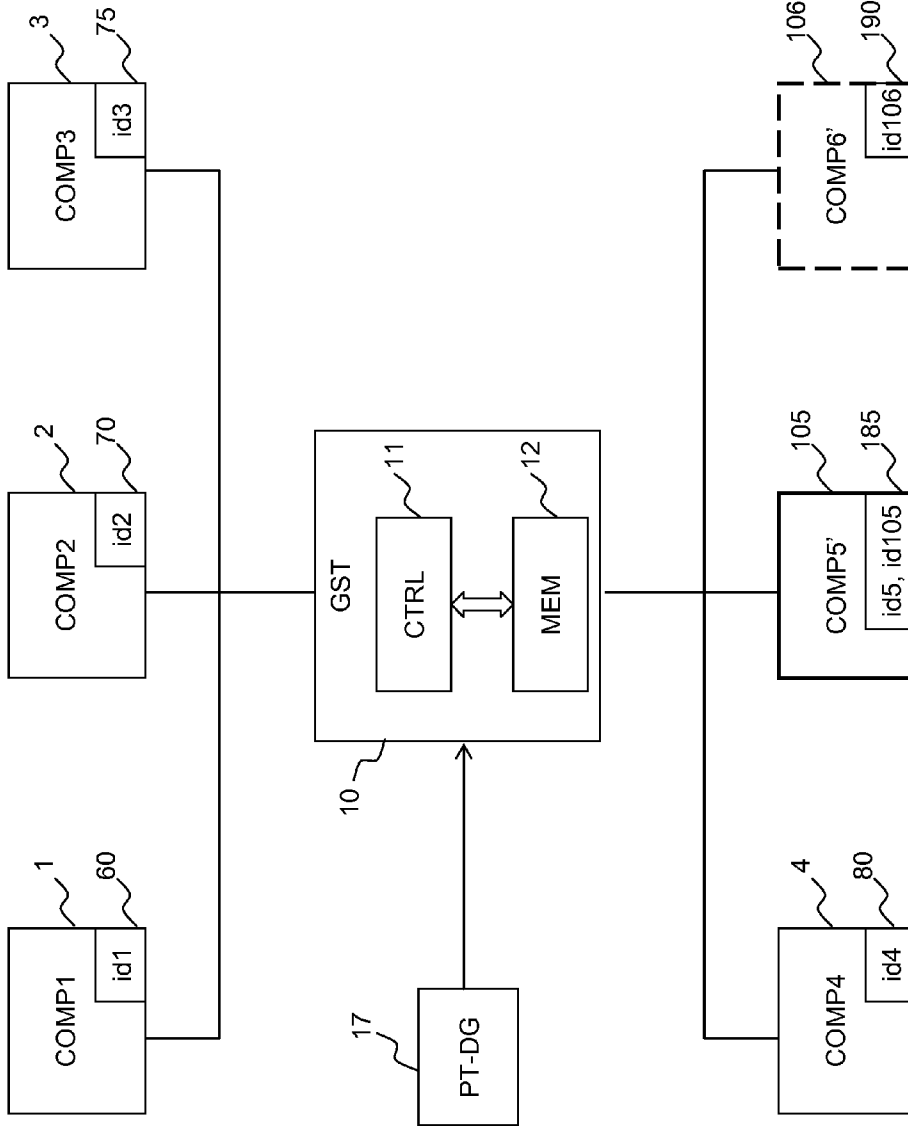 COMP1
id1
1
60
COMP2
id2
2
70
COMP3
id3
3
75
GST
CTRL
11
MEM
12
10
PT-DG
17
COMP4
id4
4
80
COMP5'
id5, id105
105
185
COMP6'
id106
106
190